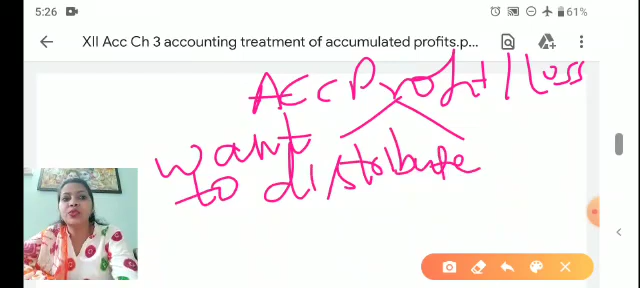 5:26
61%
XII Acc Ch 3 accounting treatment of accumulated profits.p...
Acc Profit / Loss
want
to distribute